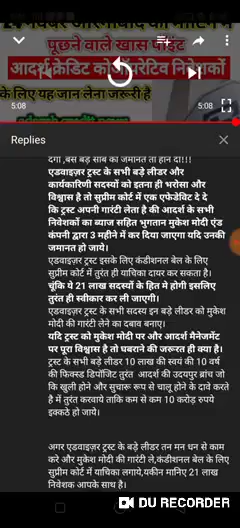 पूछने वाले खास पॉइंट
आदर्श क्रेडिट कोऑपरेटिव निवेशकों
के लिए यह जान लेना जरूरी है
5:08
5:08
Replies
देगी ,बस बड़े साब की जमानत तो होने दो!!!
एडवाइज़र ट्रस्ट के सभी बड़े लीडर और
कार्यकारिणी सदस्यों को इतना ही भरोसा और
विश्वास है तो सुप्रीम कोर्ट में एक एफेडेविट दे दे
कि ट्रस्ट अपनी गारंटी लेता है की आदर्श के सभी
निवेशकों का ब्याज सहित भुगतान मुकेश मोदी एंड
कंपनी द्वारा 3 महीने में कर दिया जाएगा यदि उनकी
जमानत हो जाये।
एडवाइज़र ट्रस्ट इसके लिए कंडीशनल बेल के लिए
सुप्रीम कोर्ट में तुरंत ही याचिका दायर कर सकता है।
चूंकि ये 21 लाख सदस्यों के हित मे होगी इसलिए
तुरंत ही स्वीकार कर ली जाएगी।
एडवाइज़र ट्रस्ट के सभी सदस्य इन बड़े लीडर को मुकेश
मोदी की गारंटी लेने का दबाव बनाए।
यदि ट्रस्ट को मुकेश मोदी पर और आदर्श मैनेजमेंट
पर पूरा विश्वास है तो घबराने की जरूरत ही क्या है।
ट्रस्ट के सभी बड़े लीडर 10 लाख की स्वयं की 10 वर्ष
की फिक्स्ड डिपॉजिट तुरंत आदर्श की उदयपुर ब्रांच जो
कि खुली होने और सुचारू रूप से चालू होने के दावे करते
है में तुरंत करवाये ताकि कम से कम 10 करोड़ रुपये
इक्कठे हो जाये।
अगर एडवाइज़र ट्रस्ट के बड़े लीडर तन मन धन से काम
करे और मुकेश मोदी की गारंटी ले,कंडीशनल बेल के लिए
सुप्रीम कोर्ट में याचिका लगाये,यकीन मानिए 21 लाख
निवेशक आपके साथ है।
DU RECORDER